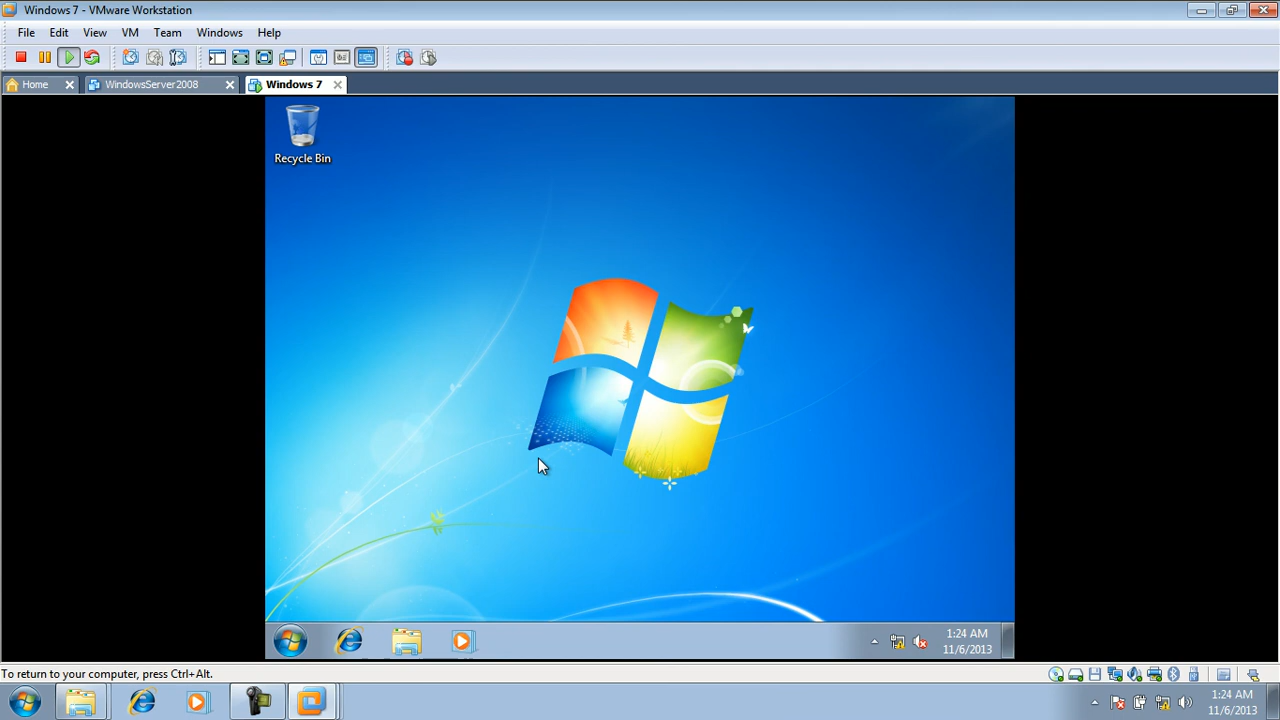 Windows 7 - VMware Workstation
File Edit View VM Team Windows Help
Home WindowsServer2008 Windows 7
Recycle Bin
1:24 AM
11/6/2013
To return to your computer, press Ctrl+Alt.
1:24 AM
11/6/2013